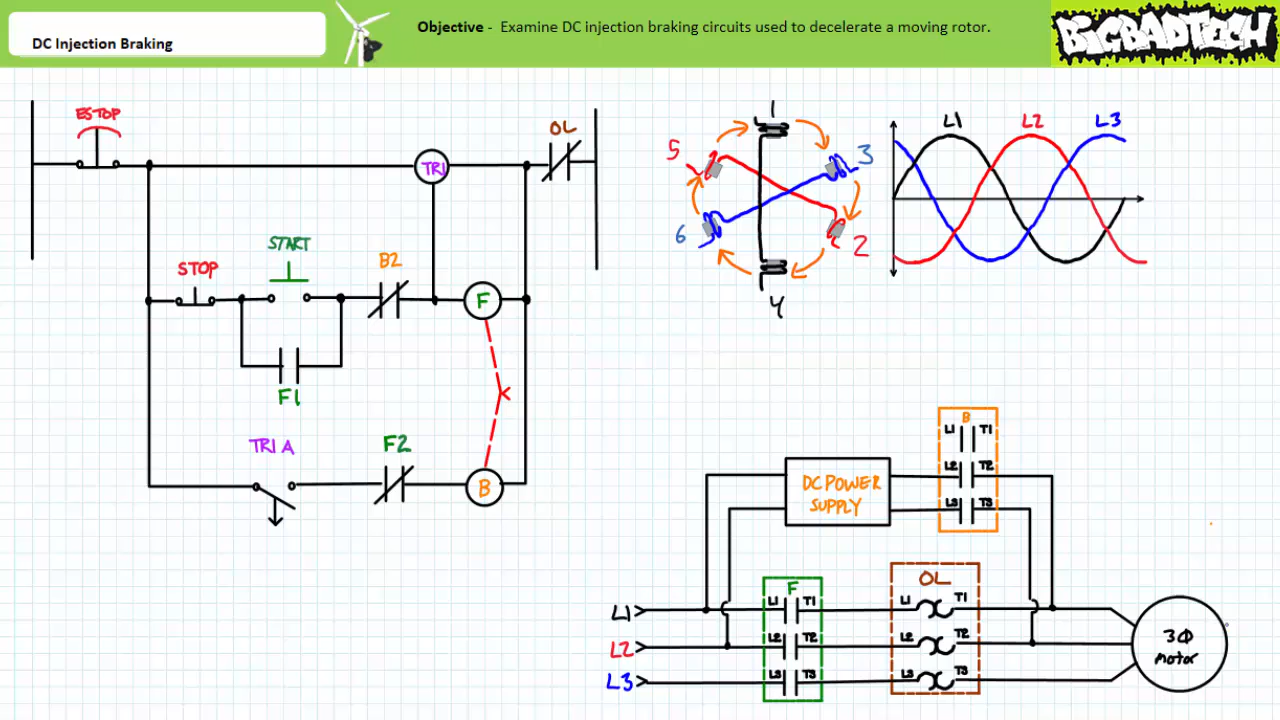 DC Injection Braking
Objective - Examine DC injection braking circuits used to decelerate a moving rotor.
BIGBADTECH
ESTOP
OL
TR1
START
STOP
B2
F
F1
TR1 A
F2
B
1
5
3
6
2
4
L1
L2
L3
B
L1 T1
L2 T2
L3 T3
DC POWER
SUPPLY
F
OL
L1
L1 T1
L1 T1
L2
L2 T2
L2 T2
L3
L3 T3
L3 T3
3Φ
motor